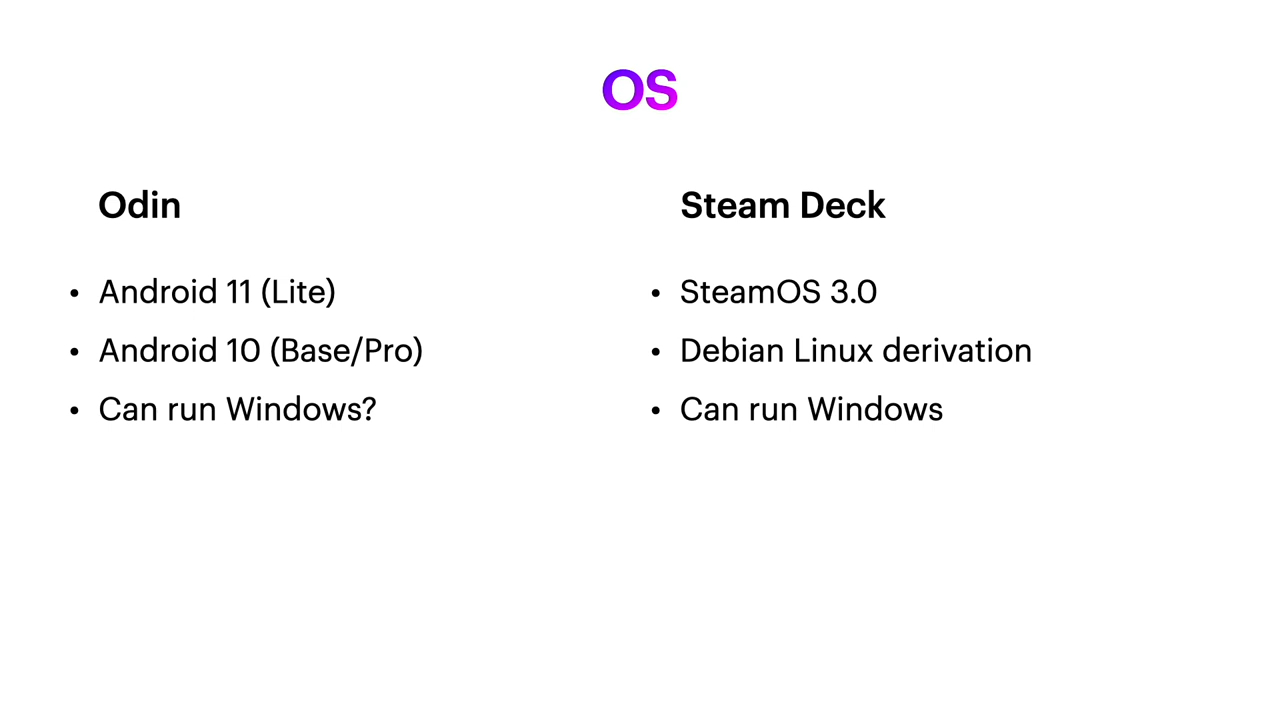 OS
Odin
• Android 11 (Lite)
• Android 10 (Base/Pro)
• Can run Windows?
Steam Deck
• SteamOS 3.0
• Debian Linux derivation
• Can run Windows